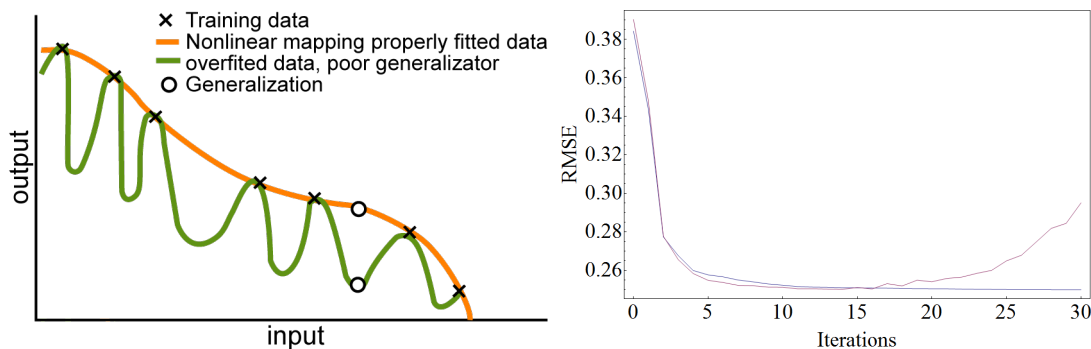 Training data
Nonlinear mapping properly fitted data
overfited data, poor generalizator
Generalization
output
input
0.38
0.36
0.34
0.32
0.30
0.28
0.26
RMSE
0 5 10 15 20 25 30
Iterations